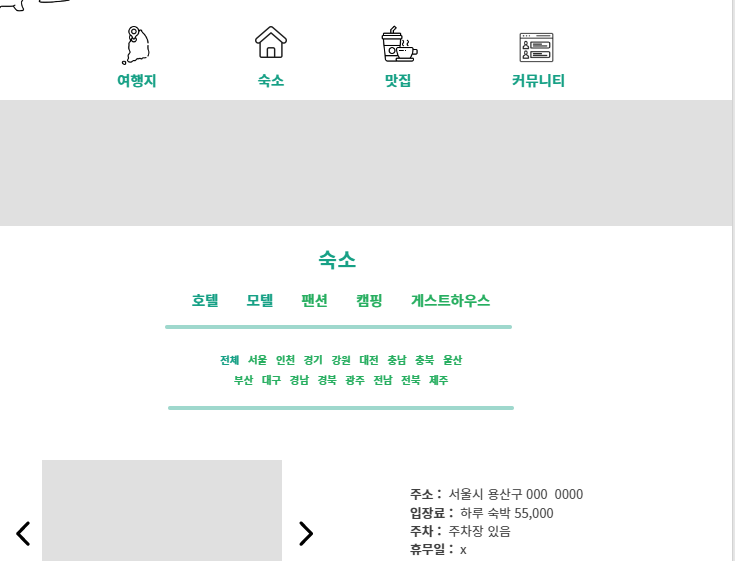 여행지 숙소 맛집 커뮤니티
숙소
호텔 모텔 팬션 캠핑 게스트하우스
전체 서울 인천 경기 강원 대전 충남 충북 울산
부산 대구 경남 경북 광주 전남 전북 제주
주소 : 서울시 용산구 000 0000
입장료 : 하루 숙박 55,000
주차 : 주차장 있음
휴무일 : x